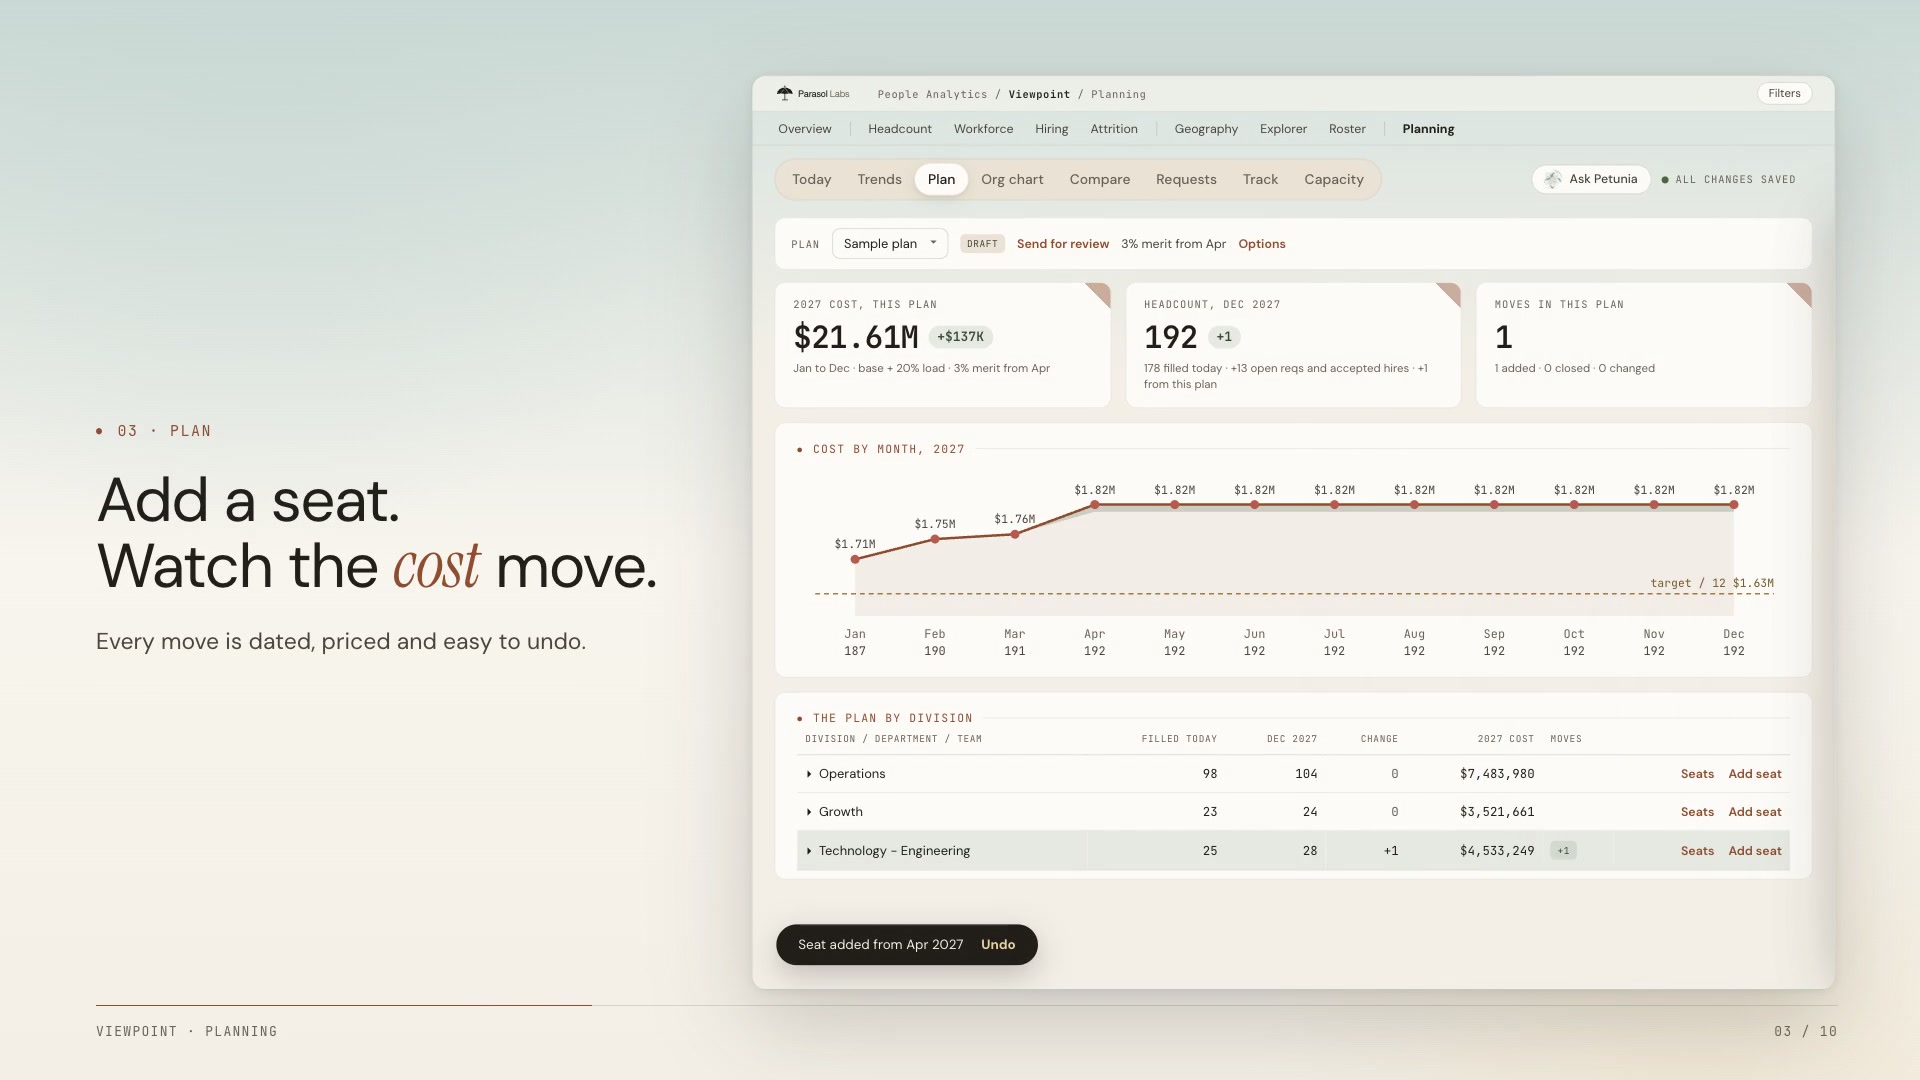 03 · PLAN
Add a seat.
Watch the cost move.
Every move is dated, priced and easy to undo.
Parasol Labs
People Analytics / Viewpoint / Planning
Filters
Overview Headcount Workforce Hiring Attrition Geography Explorer Roster Planning
Today Trends Plan Org chart Compare Requests Track Capacity
Ask Petunia
ALL CHANGES SAVED
PLAN Sample plan DRAFT Send for review 3% merit from Apr Options
2027 COST, THIS PLAN
$21.61M +$137K
Jan to Dec · base + 20% load · 3% merit from Apr
HEADCOUNT, DEC 2027
192 +1
178 filled today · +13 open reqs and accepted hires · +1
from this plan
MOVES IN THIS PLAN
1
1 added · 0 closed · 0 changed
COST BY MONTH, 2027
$1.71M $1.75M $1.76M $1.82M $1.82M $1.82M $1.82M $1.82M $1.82M $1.82M $1.82M $1.82M
target / 12 $1.63M
Jan Feb Mar Apr May Jun Jul Aug Sep Oct Nov Dec
187 190 191 192 192 192 192 192 192 192 192 192
THE PLAN BY DIVISION
DIVISION / DEPARTMENT / TEAM FILLED TODAY DEC 2027 CHANGE 2027 COST MOVES
Operations 98 104 0 $7,483,980 Seats Add seat
Growth 23 24 0 $3,521,661 Seats Add seat
Technology - Engineering 25 28 +1 $4,533,249 +1 Seats Add seat
Seat added from Apr 2027 Undo
VIEWPOINT · PLANNING
03 / 10